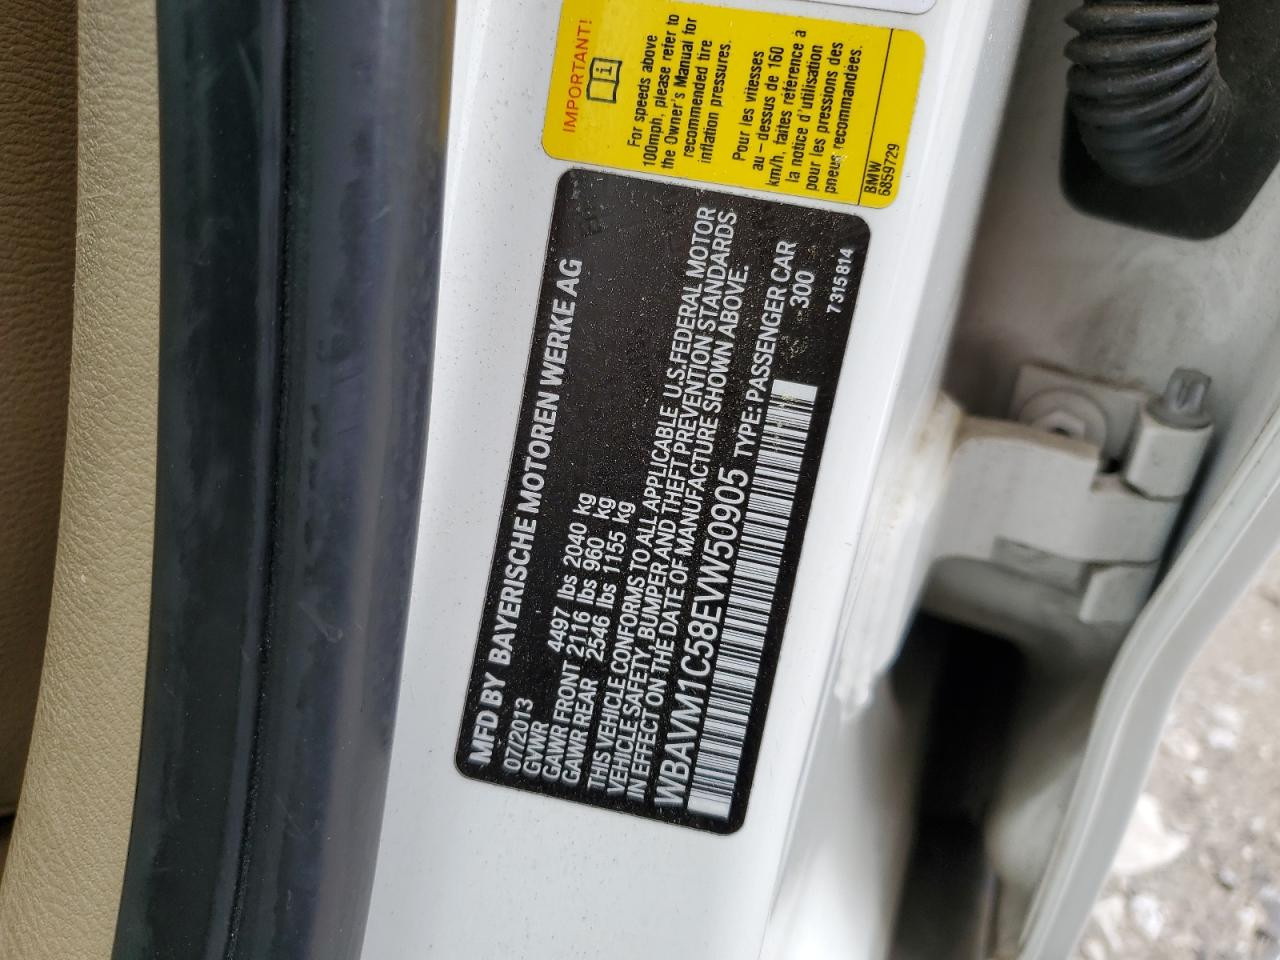 IMPORTANT!
For speeds above
100mph, please refer to
the Owner's Manual for
recommended tire
inflation pressures.
Pour les vitesses
au-dessus de 160
km/h, faites référence à
la notice d'utilisation
pour les pressions des
pneus recommandées.
BMW
6859729
MFD BY BAYERISCHE MOTOREN WERKE AG
07/2013
GVWR 4497 lbs 2040 kg
GAWR FRONT 2116 lbs 960 kg
GAWR REAR 2546 lbs 1155 kg
THIS VEHICLE CONFORMS TO ALL APPLICABLE U.S.FEDERAL MOTOR
VEHICLE SAFETY, BUMPER AND THEFT PREVENTION STANDARDS
IN EFFECT ON THE DATE OF MANUFACTURE SHOWN ABOVE.
WBAVM1C58EVW50905 TYPE: PASSENGER CAR
300
7315814